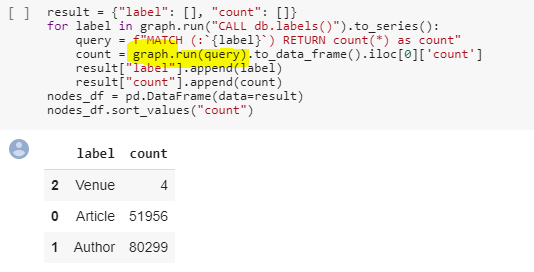 [ ] result = {"label": [], "count": []}
for label in graph.run("CALL db.labels()").to_series():
query = f"MATCH (:`{label}`) RETURN count(*) as count"
count = graph.run(query).to_data_frame().iloc[0]['count']
result["label"].append(label)
result["count"].append(count)
nodes_df = pd.DataFrame(data=result)
nodes_df.sort_values("count")
label count
2 Venue 4
0 Article 51956
1 Author 80299